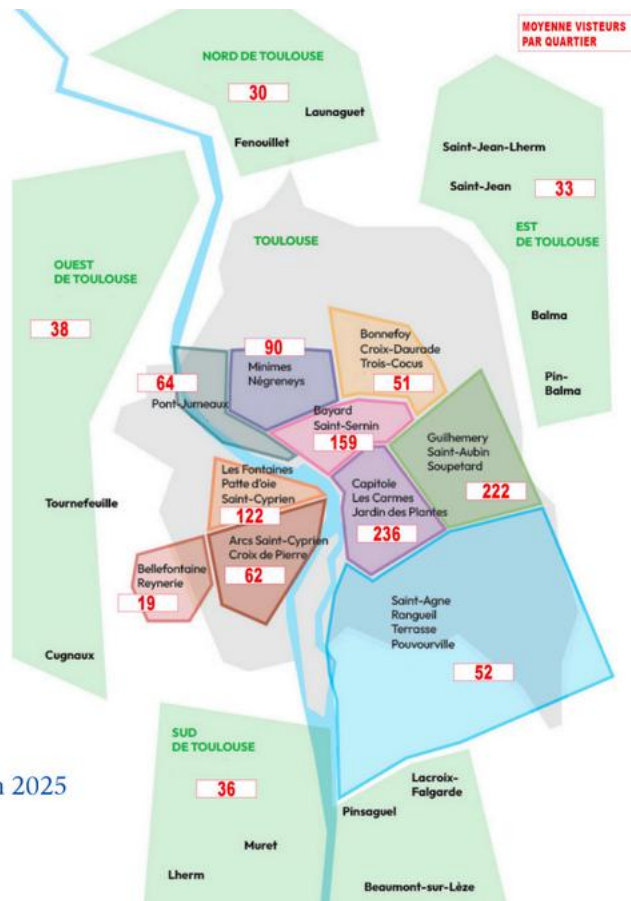 MOYENNE VISTEURS
PAR QUARTIER
NORD DE TOULOUSE
30
Launaguet
Fenouillet
Saint-Jean-Lherm
Saint-Jean
33
EST
DE TOULOUSE
Balma
Pin-
Balma
TOULOUSE
OUEST
DE TOULOUSE
38
Tournefeuille
Cugnaux
90
Minimes
Négreneys
Bonnefoy
Croix-Daurade
Trois-Cocus
51
64
Pont-Jumeaux
Bayard
Saint-Sernin
159
Guilhemery
Saint-Aubin
Soupetard
222
Les Fontaines
Patte d'oie
Saint-Cyprien
122
Capitole
Les Carmes
Jardin des Plantes
236
Arcs Saint-Cyprien
Croix de Pierre
62
Bellefontaine
Reynerie
19
Saint-Agne
Rangueil
Terrasse
Pouvourville
52
SUD
DE TOULOUSE
36
Muret
Lherm
Lacroix-
Falgarde
Pinsaguel
Beaumont-sur-Lèze
2025